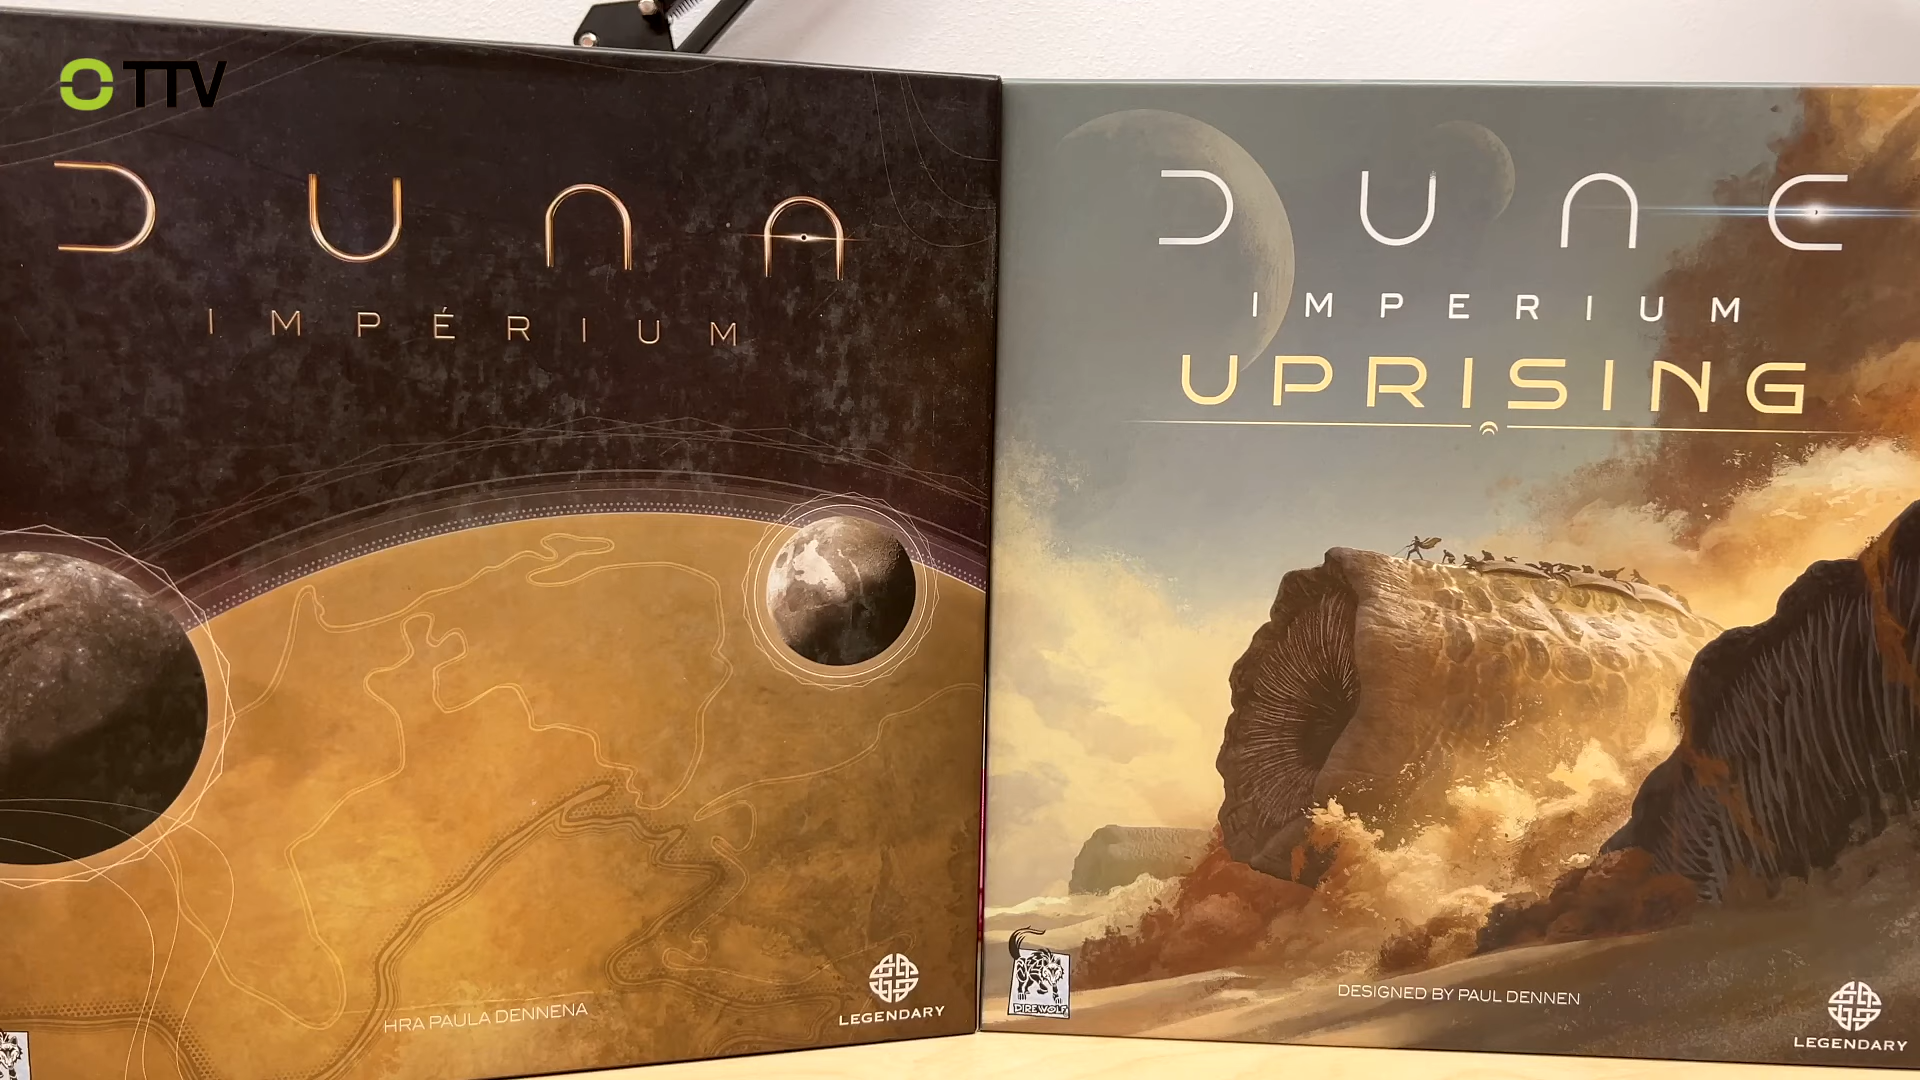 TTV
DUNA
IMPÉRIUM
HRA PAULA DENNENA
LEGENDARY
DUNE
IMPERIUM
UPRISING
DIREWOLF
DESIGNED BY PAUL DENNEN
LEGENDARY